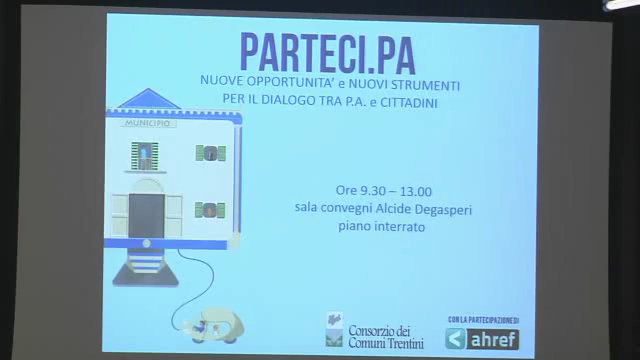 PARTECI.PA
NUOVE OPPORTUNITA' e NUOVI STRUMENTI
PER IL DIALOGO TRA P.A. e CITTADINI
MUNICIPIO
Ore 9.30 – 13.00
sala convegni Alcide Degasperi
piano interrato
Consorzio dei
Comuni Trentini
CON LA PARTECIPAZIONE DI
ahref